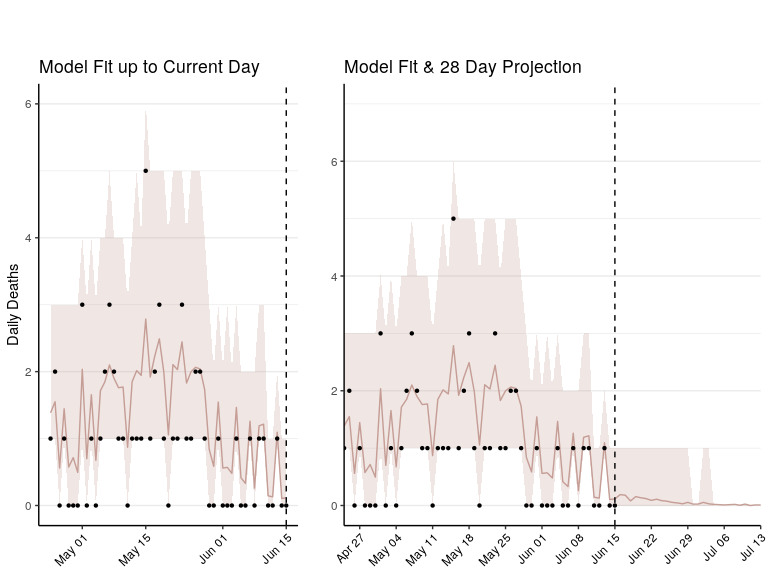 Model Fit up to Current Day
Model Fit & 28 Day Projection
Daily Deaths
6
4
2
0
May 01
May 15
Jun 01
Jun 15
6
4
2
0
Apr 27
May 04
May 11
May 18
May 25
Jun 01
Jun 08
Jun 15
Jun 22
Jun 29
Jul 06
Jul 13